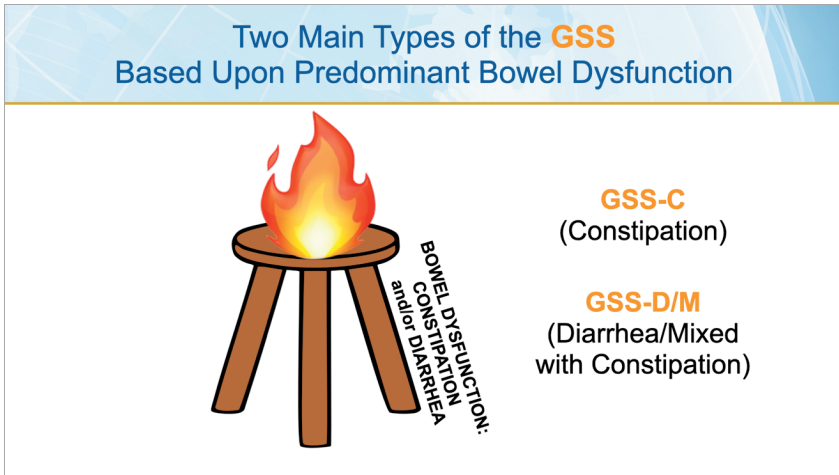 Two Main Types of the GSS
Based Upon Predominant Bowel Dysfunction
BOWEL DYSFUNCTION:
CONSTIPATION
and/or DIARRHEA
GSS-C
(Constipation)
GSS-D/M
(Diarrhea/Mixed
with Constipation)